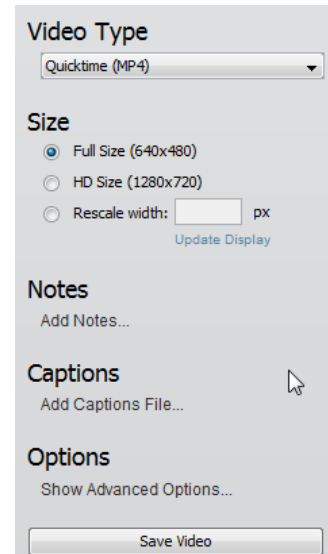 Video Type
Quicktime (MP4)
Size
Full Size (640x480)
HD Size (1280x720)
Rescale width: px
Update Display
Notes
Add Notes...
Captions
Add Captions File...
Options
Show Advanced Options...
Save Video